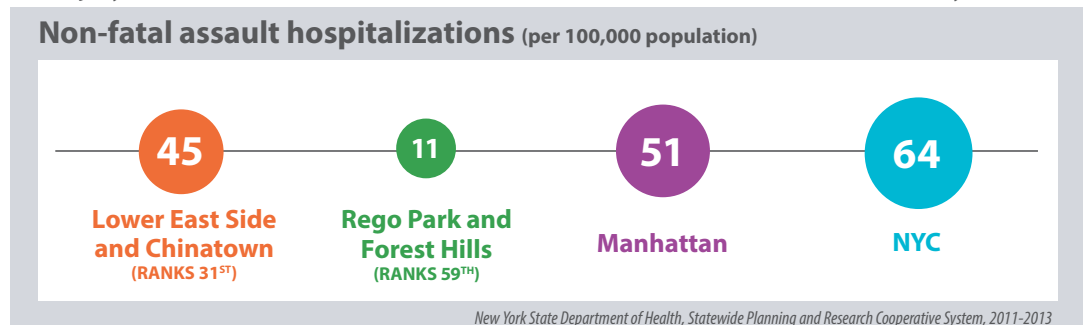 Non-fatal assault hospitalizations (per 100,000 population)
45
11
51
64
Lower East Side
and Chinatown
(RANKS 31ST)
Rego Park and
Forest Hills
(RANKS 59TH)
Manhattan
NYC
New York State Department of Health, Statewide Planning and Research Cooperative System, 2011-2013